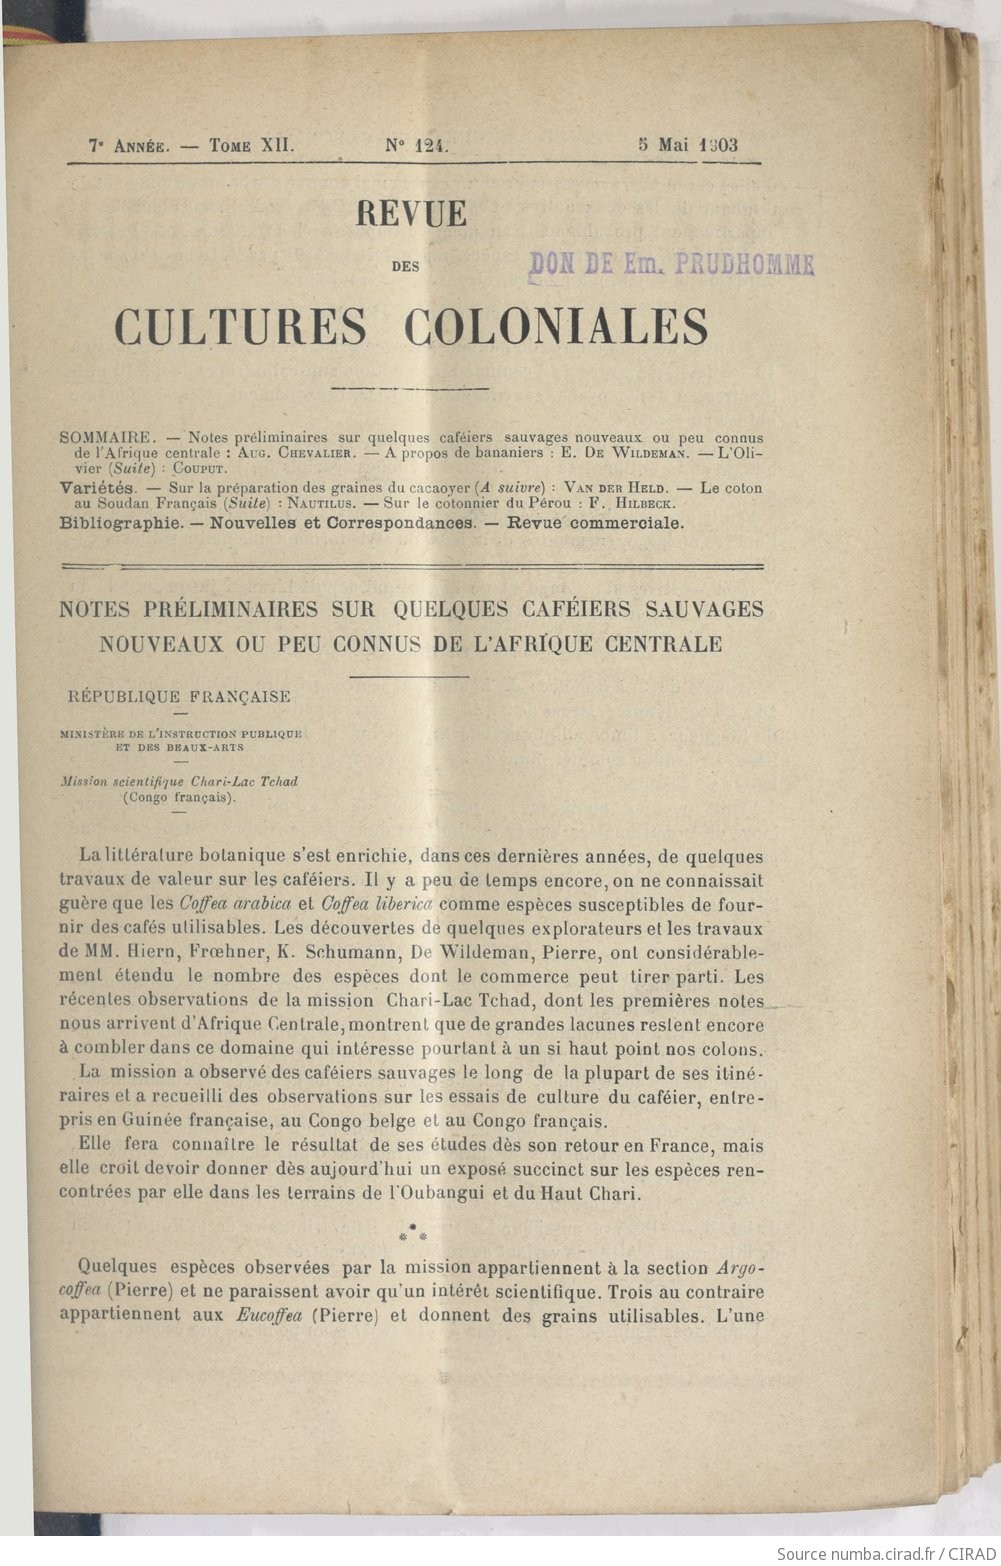 7e ANNÉE. — TOME XII. N° 124. 5 Mai 1903
REVUE
DES
DON DE Em. PRUDHOMME
CULTURES COLONIALES
SOMMAIRE. — Notes préliminaires sur quelques caféiers sauvages nouveaux ou peu connus
de l'Afrique centrale : AUG. CHEVALIER. — A propos de bananiers : E. DE WILDEMAN. — L'Oli-
vier (Suite) : COUPUT.
Variétés. — Sur la préparation des graines du cacaoyer (A suivre) : VAN DER HELD. — Le coton
au Soudan Français (Suite) : NAUTILUS. — Sur le cotonnier du Pérou : F. HILBECK.
Bibliographie. — Nouvelles et Correspondances. — Revue commerciale.
NOTES PRÉLIMINAIRES SUR QUELQUES CAFÉIERS SAUVAGES
NOUVEAUX OU PEU CONNUS DE L'AFRIQUE CENTRALE
RÉPUBLIQUE FRANÇAISE
MINISTÈRE DE L'INSTRUCTION PUBLIQUE
ET DES BEAUX-ARTS
Mission scientifique Chari-Lac Tchad
(Congo français).
La littérature botanique s'est enrichie, dans ces dernières années, de quelques
travaux de valeur sur les caféiers. Il y a peu de temps encore, on ne connaissait
guère que les Coffea arabica et Coffea liberica comme espèces susceptibles de four-
nir des cafés utilisables. Les découvertes de quelques explorateurs et les travaux
de MM. Hiern, Frœhner, K. Schumann, De Wildeman, Pierre, ont considérable-
ment étendu le nombre des espèces dont le commerce peut tirer parti. Les
récentes observations de la mission Chari-Lac Tchad, dont les premières notes
nous arrivent d'Afrique Centrale, montrent que de grandes lacunes restent encore
à combler dans ce domaine qui intéresse pourtant à un si haut point nos colons.
La mission a observé des caféiers sauvages le long de la plupart de ses itiné-
raires et a recueilli des observations sur les essais de culture du caféier, entre-
pris en Guinée française, au Congo belge et au Congo français.
Elle fera connaître le résultat de ses études dès son retour en France, mais
elle croit devoir donner dès aujourd'hui un exposé succinct sur les espèces ren-
contrées par elle dans les terrains de l'Oubangui et du Haut Chari.
* * *
Quelques espèces observées par la mission appartiennent à la section Argo-
coffea (Pierre) et ne paraissent avoir qu'un intérêt scientifique. Trois au contraire
appartiennent aux Eucoffea (Pierre) et donnent des grains utilisables. L'une
Source numba.cirad.fr / CIRAD